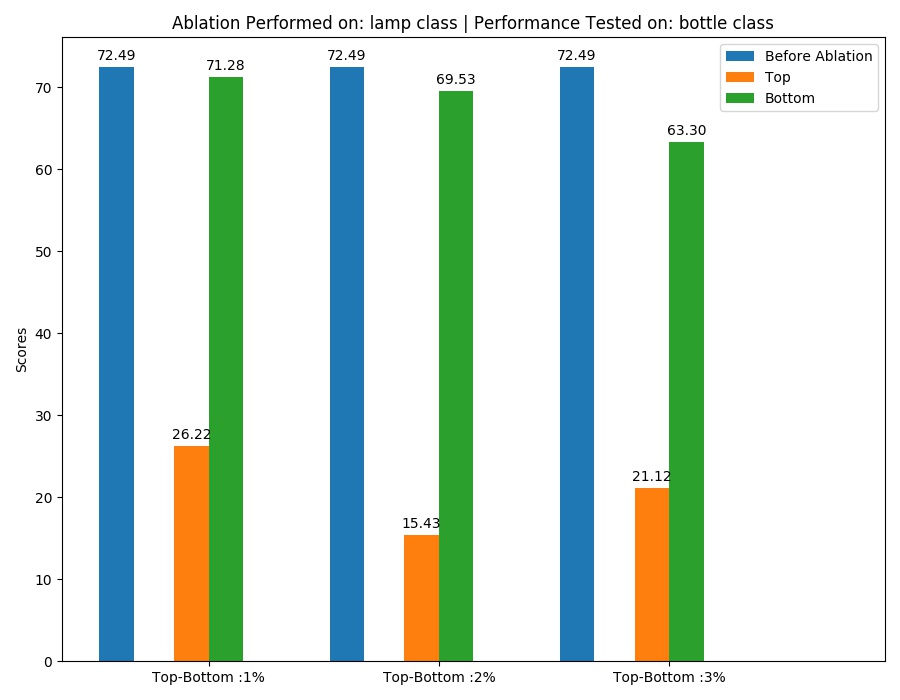 Ablation Performed on: lamp class | Performance Tested on: bottle class
Before Ablation
Top
Bottom
72.49
71.28
72.49
69.53
72.49
63.30
26.22
15.43
21.12
Scores
70
60
50
40
30
20
10
0
Top-Bottom :1%
Top-Bottom :2%
Top-Bottom :3%